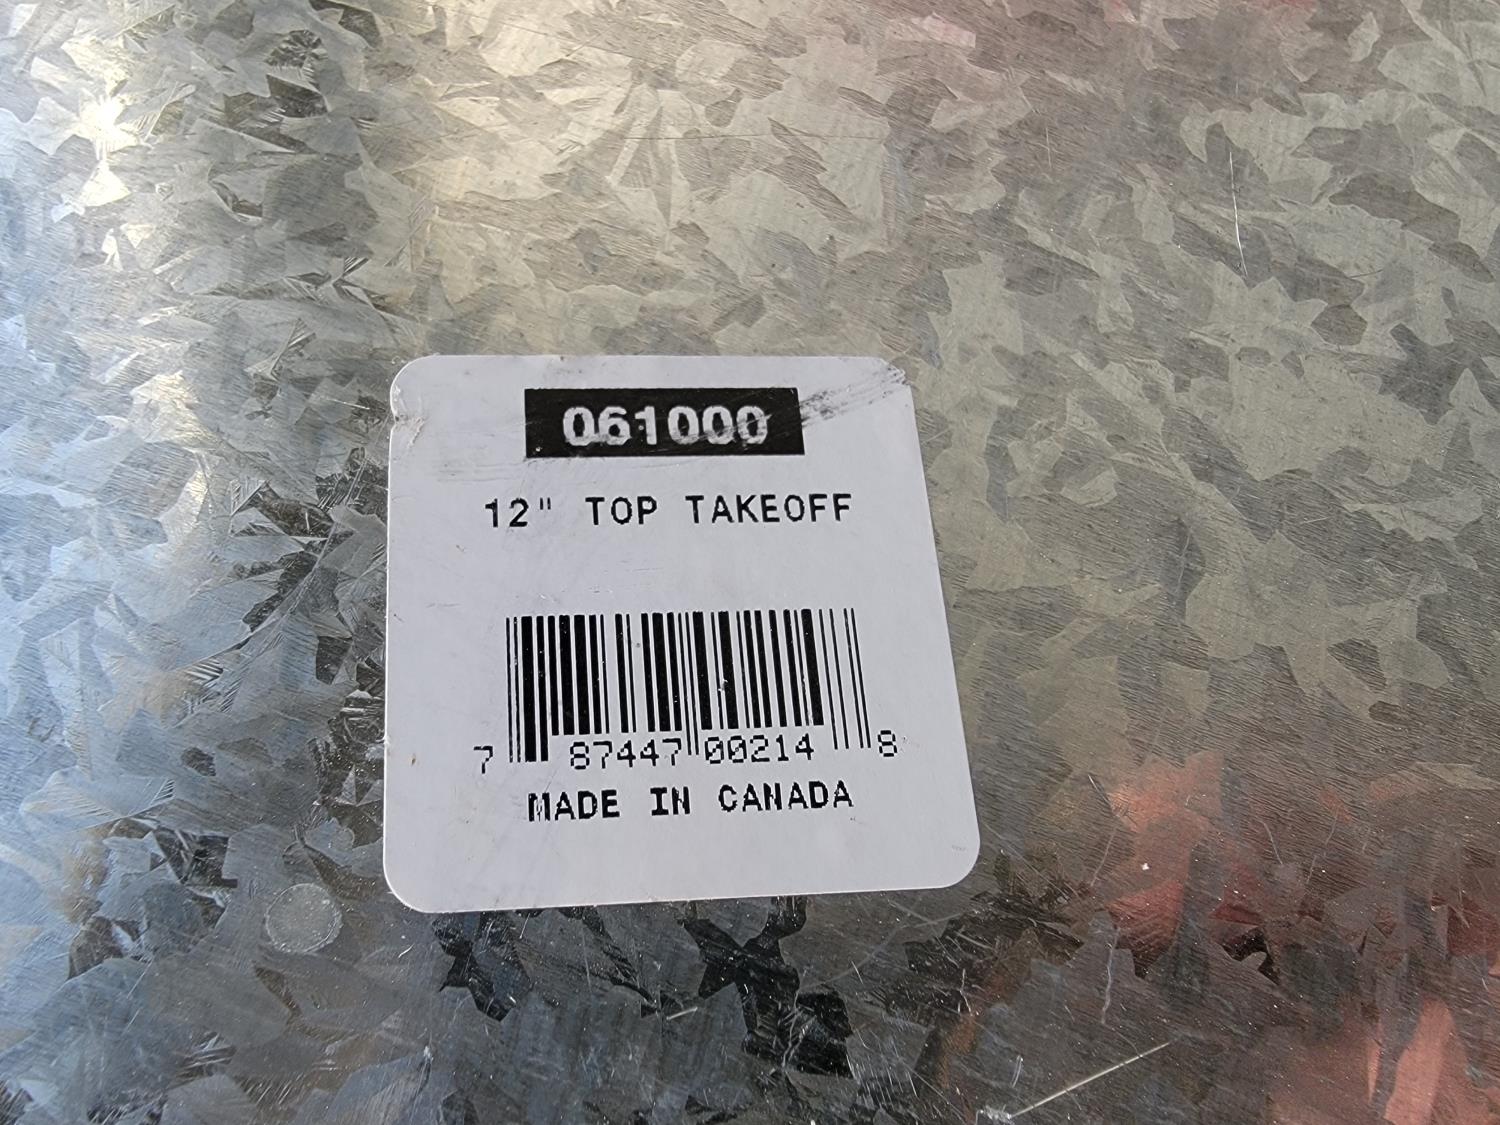 061000
12" TOP TAKEOFF
7 87447 00214 8
MADE IN CANADA